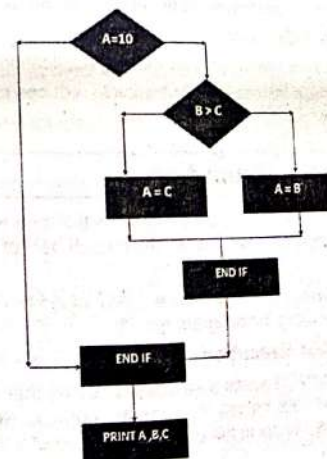 A=10
B>C
A=C
A=B
END IF
END IF
PRINT A,B,C